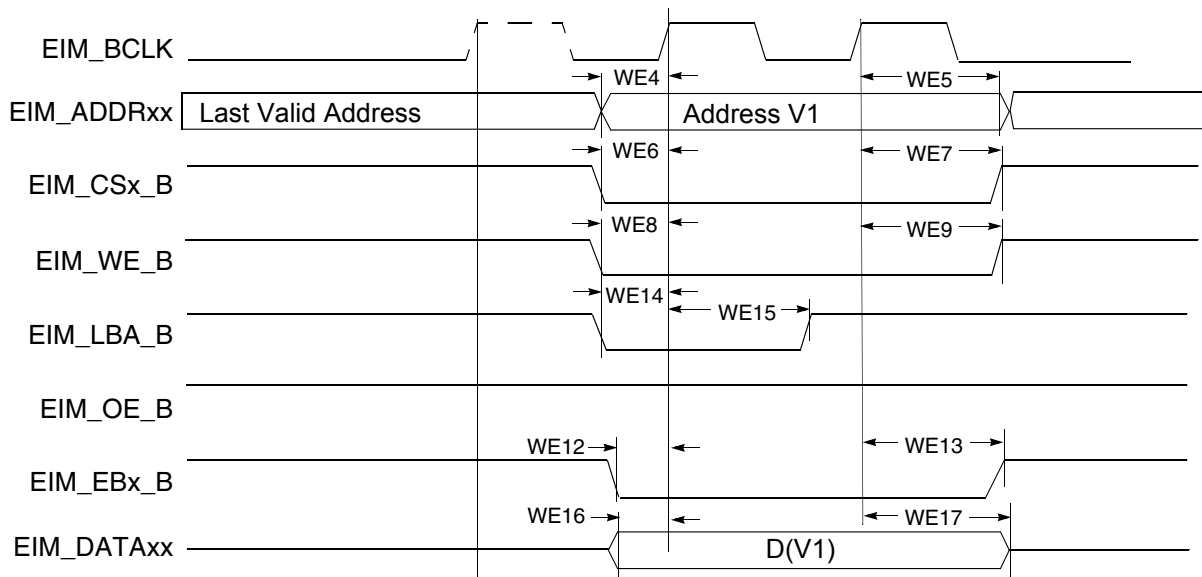 EIM_BCLK
WE4
WE5
EIM_ADDRxx
Last Valid Address
Address V1
WE6
WE7
EIM_CSx_B
WE8
WE9
EIM_WE_B
WE14
WE15
EIM_LBA_B
EIM_OE_B
WE12
WE13
EIM_EBx_B
WE16
WE17
EIM_DATAxx
D(V1)